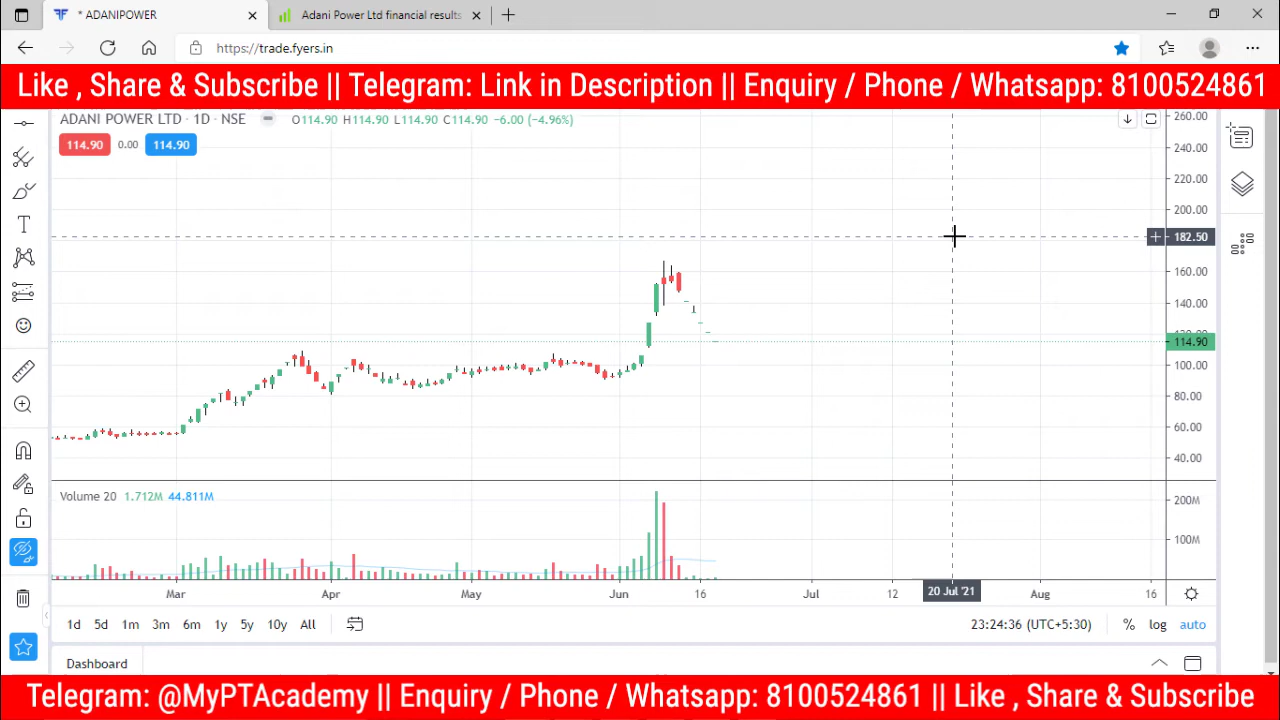 * ADANIPOWER
Adani Power Ltd financial results
https://trade.fyers.in
Like , Share & Subscribe || Telegram: Link in Description || Enquiry / Phone / Whatsapp: 8100524861
ADANI POWER LTD · 1D · NSE
O114.90 H114.90 L114.90 C114.90 −6.00 (−4.96%)
114.90 0.00 114.90
260.00
240.00
220.00
200.00
182.50
160.00
140.00
120.00
114.90
100.00
80.00
60.00
40.00
Volume 20 1.712M 44.811M
200M
100M
Mar Apr May Jun 16 Jul 12 20 Jul '21 Aug 16
1d 5d 1m 3m 6m 1y 5y 10y All
23:24:36 (UTC+5:30) % log auto
Dashboard
Telegram: @MyPTAcademy || Enquiry / Phone / Whatsapp: 8100524861 || Like , Share & Subscribe